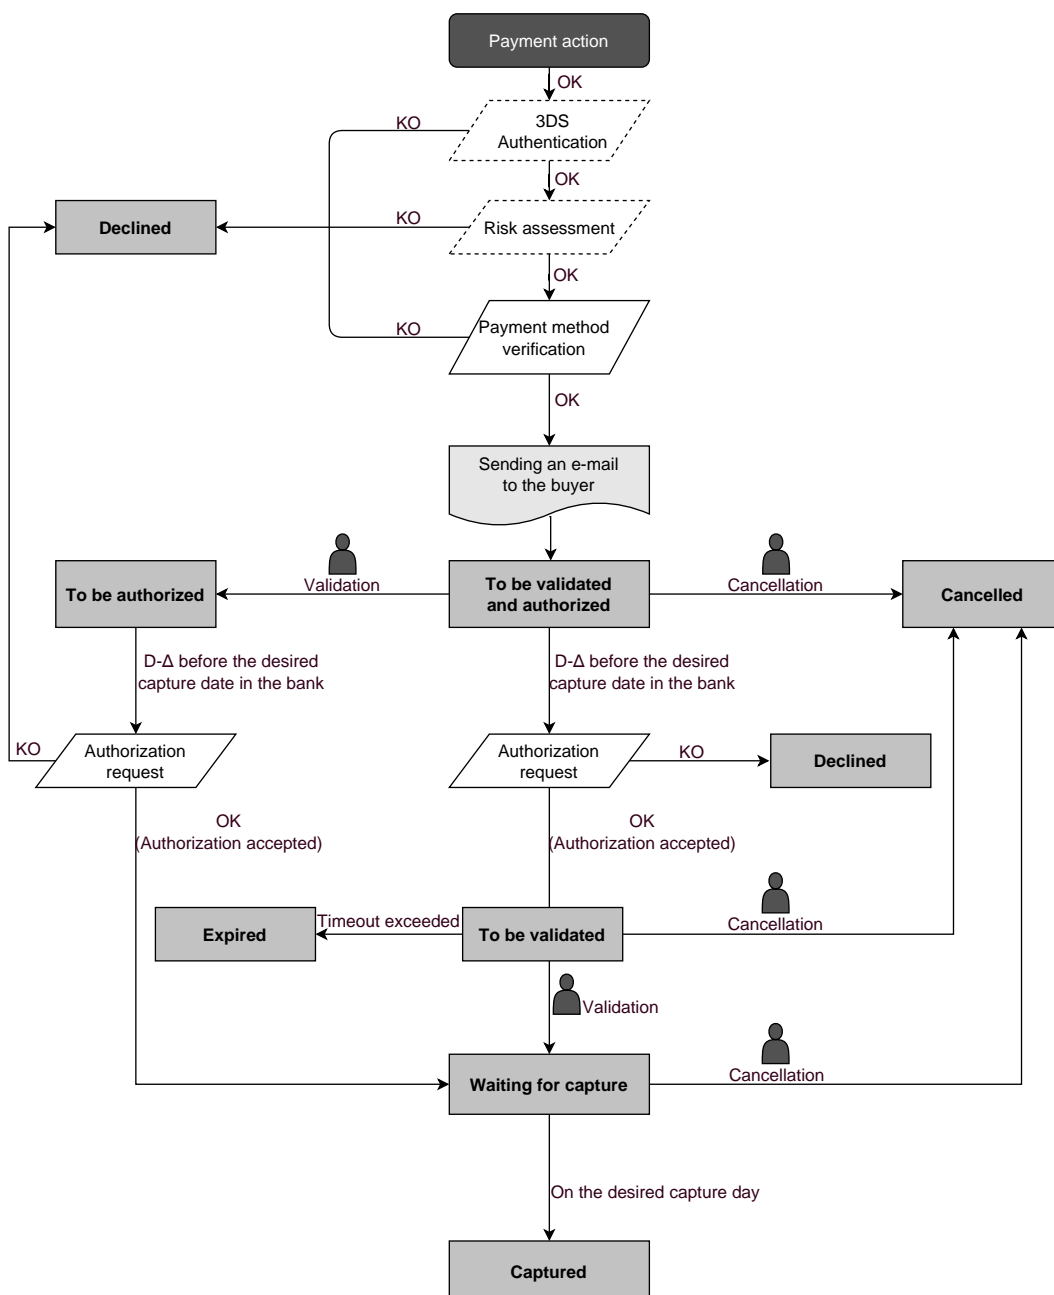 Payment action
OK
KO
3DS
Authentication
OK
Declined
KO
Risk assessment
OK
KO
Payment method
verification
OK
Sending an e-mail
to the buyer
To be authorized
Validation
To be validated
and authorized
Cancellation
Cancelled
D-Δ before the desired
capture date in the bank
D-Δ before the desired
capture date in the bank
KO
Authorization
request
Authorization
request
KO
Declined
OK
(Authorization accepted)
OK
(Authorization accepted)
Expired
Timeout exceeded
To be validated
Cancellation
Validation
Waiting for capture
Cancellation
On the desired capture day
Captured